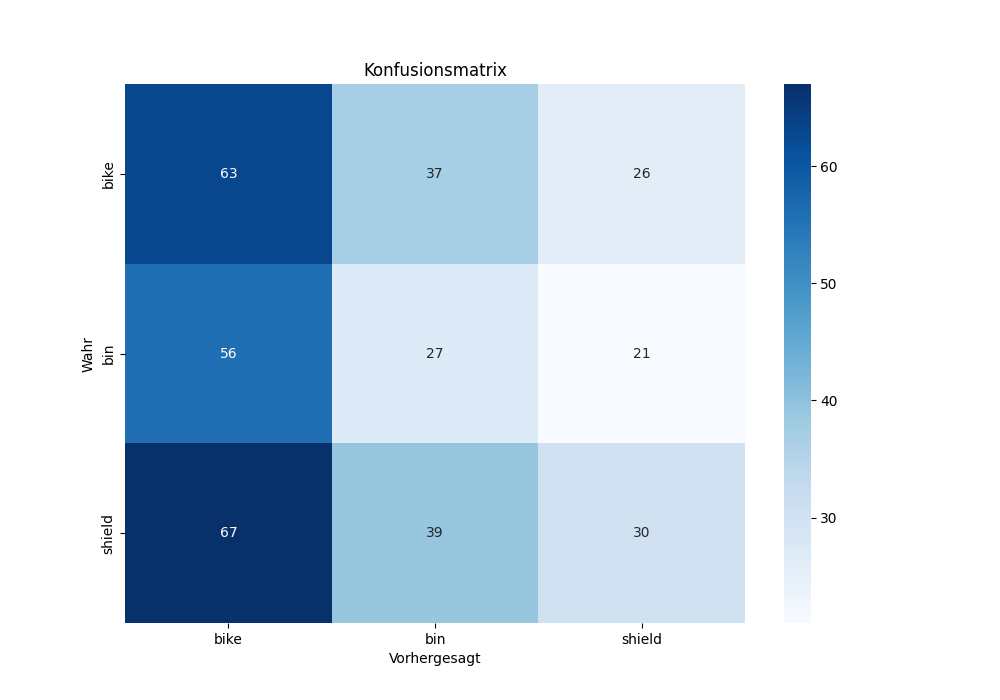 Konfusionsmatrix
Wahr
bike
63
37
26
bin
56
27
21
shield
67
39
30
bike
bin
shield
Vorhergesagt
60
50
40
30